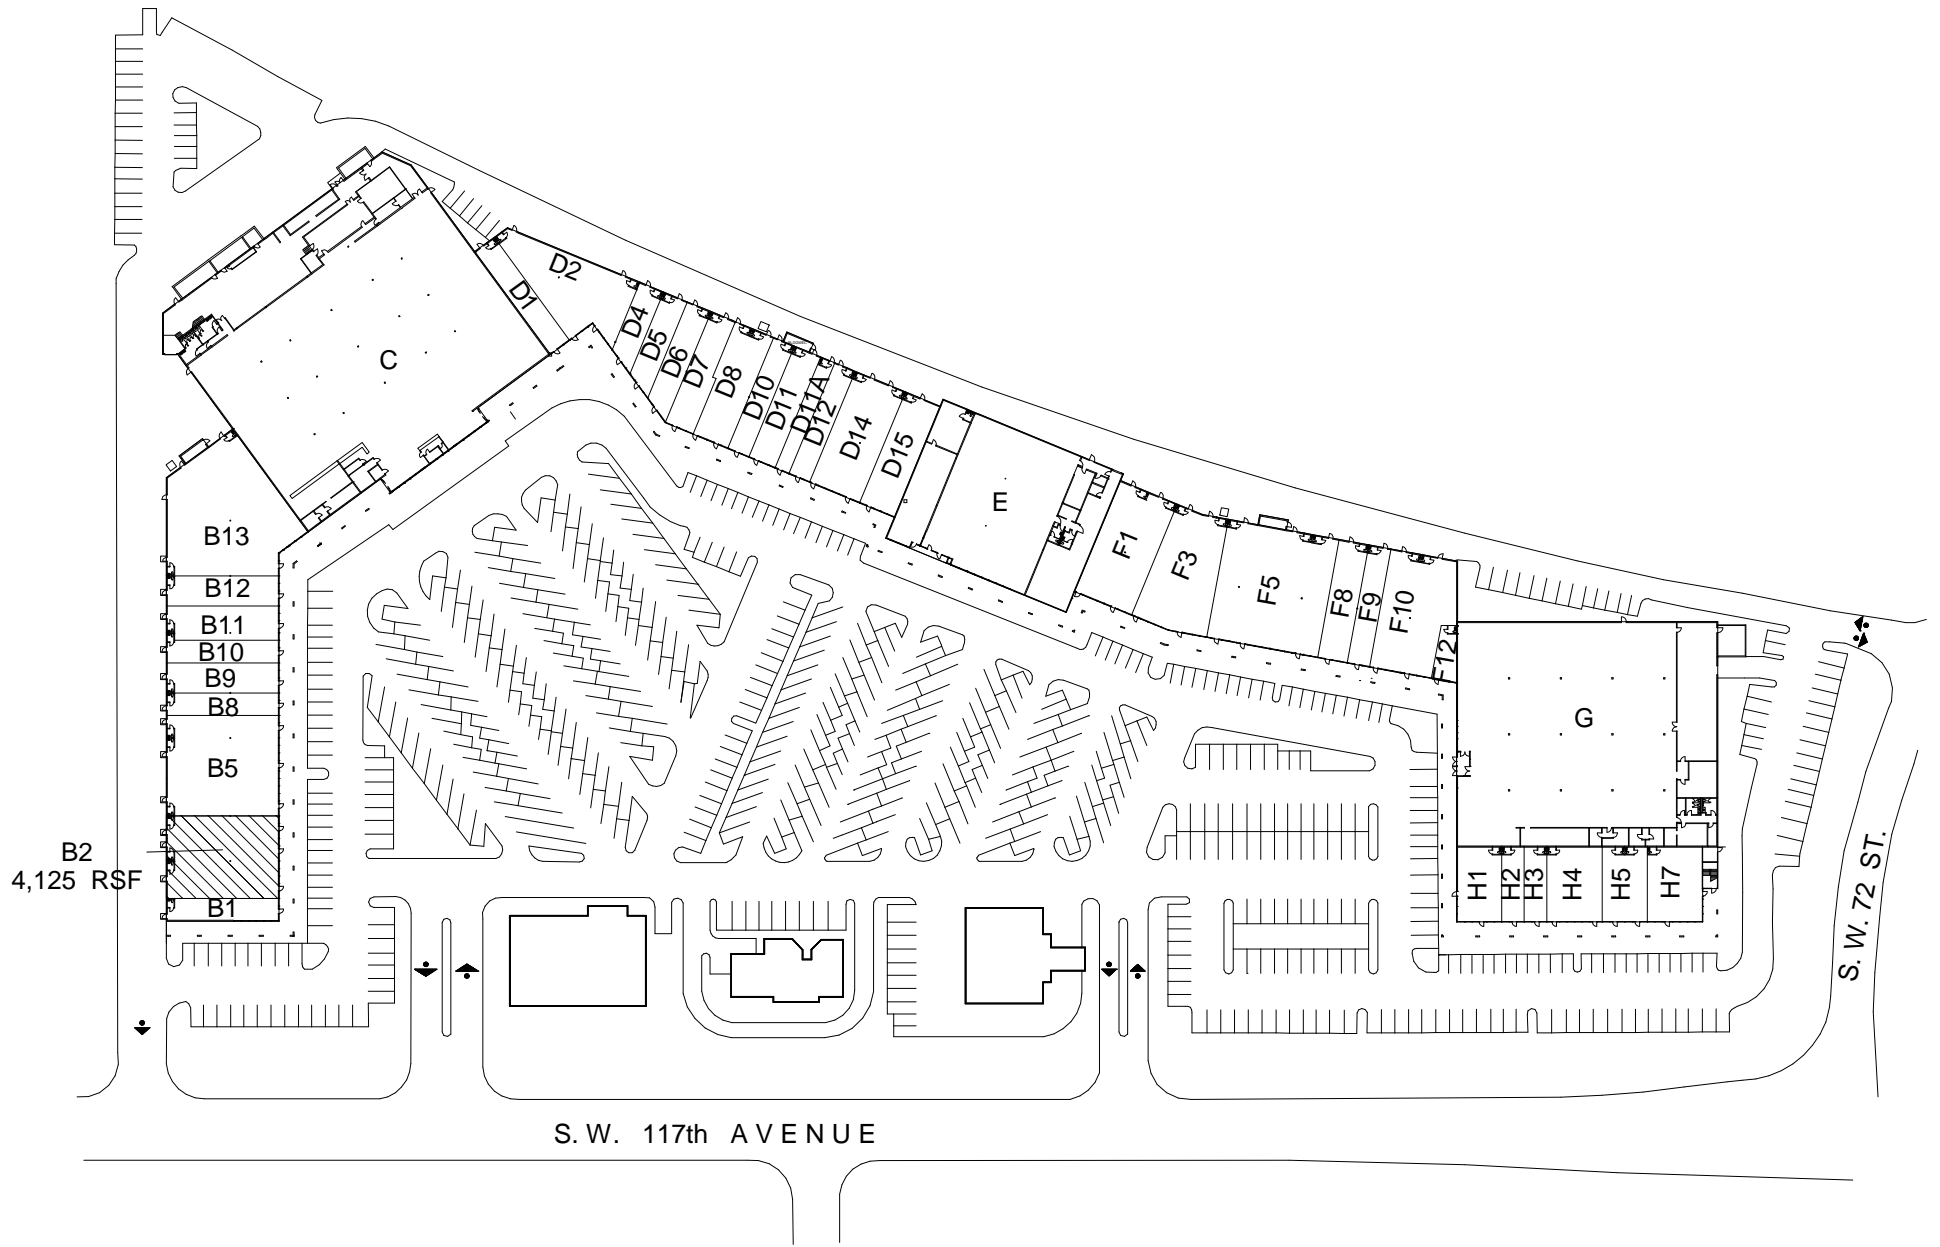 D2
D1
D4
D5
D6
D7
D8
D10
D11
D11A
D12
D14
D15
C
E
F1
F3
F5
F8
F9
F10
F12
G
B13
B12
B11
B10
B9
B8
B5
B2
4,125 RSF
B1
H1
H2
H3
H4
H5
H7
S. W. 72 ST.
S. W. 117th AVENUE